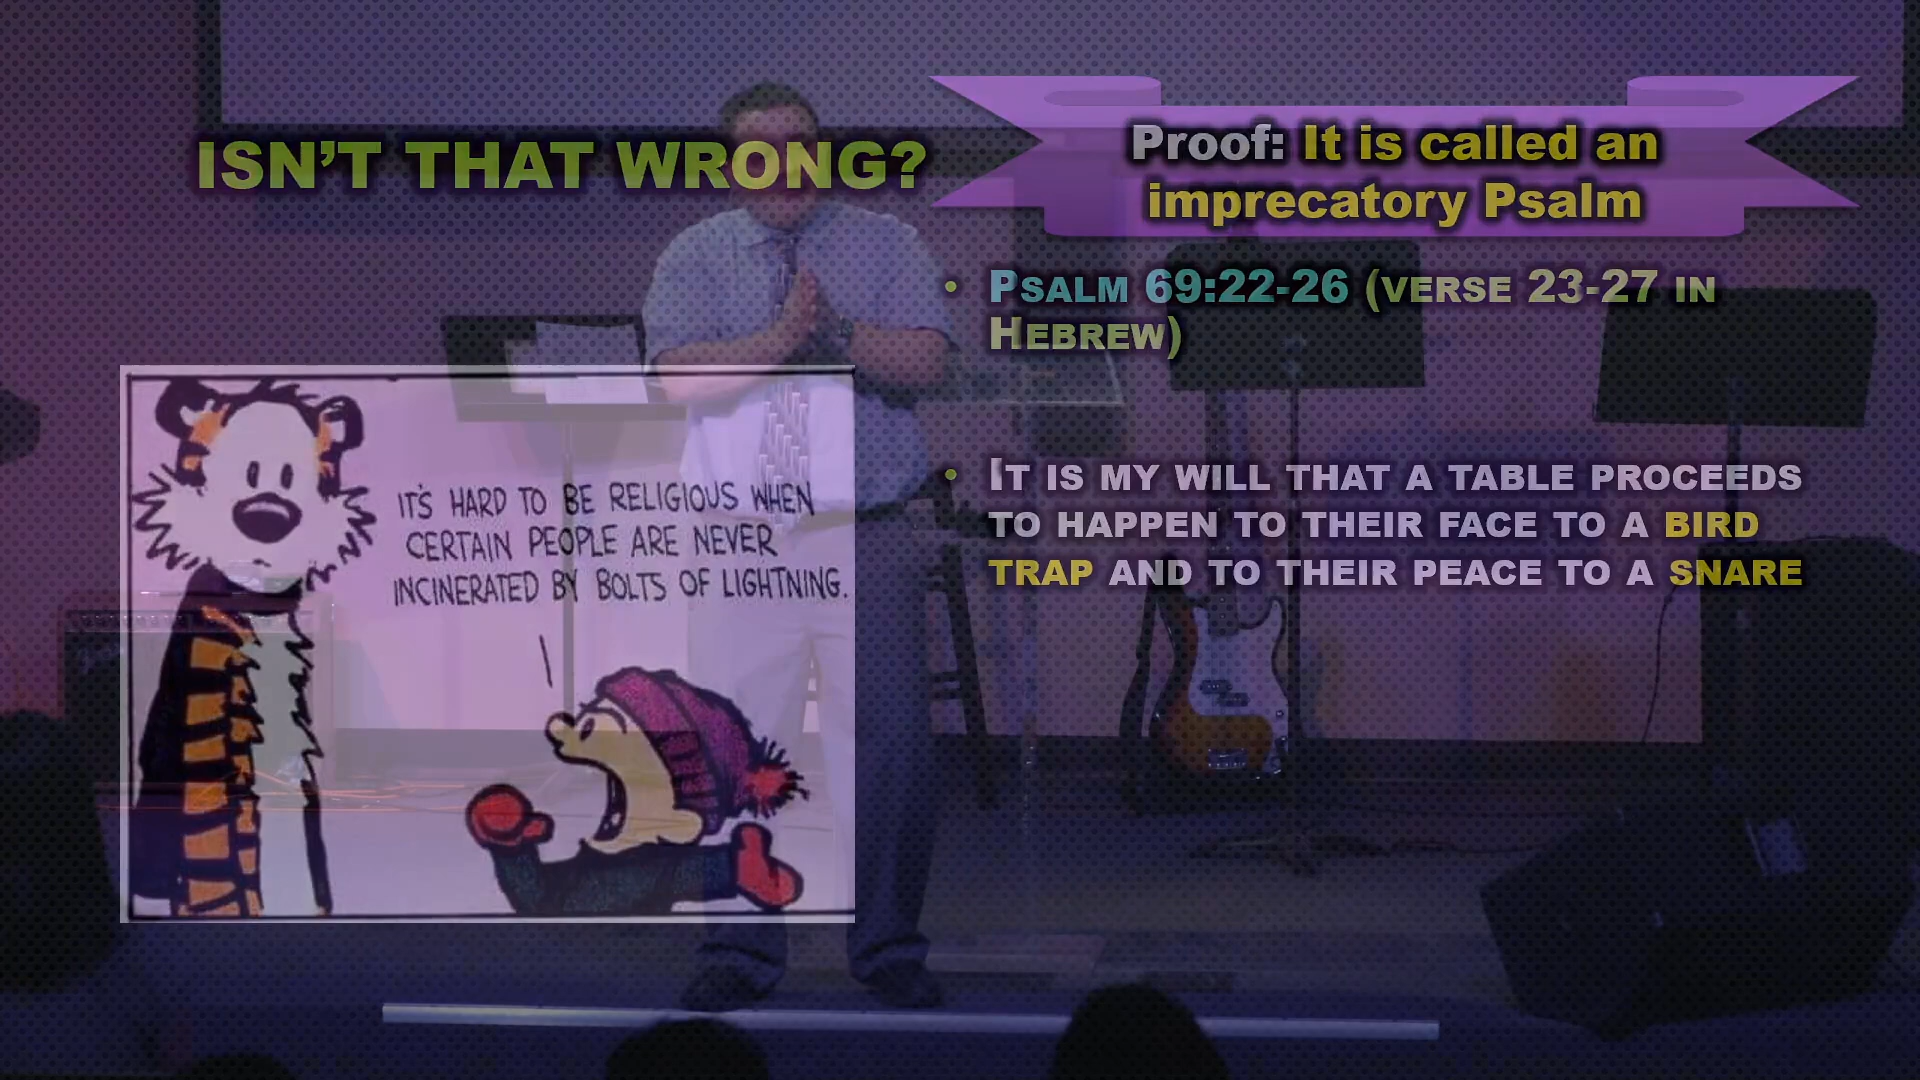 ISN'T THAT WRONG?
Proof: It is called an
imprecatory Psalm
• PSALM 69:22-26 (VERSE 23-27 IN
HEBREW)
• IT IS MY WILL THAT A TABLE PROCEEDS
TO HAPPEN TO THEIR FACE TO A BIRD
TRAP AND TO THEIR PEACE TO A SNARE
IT'S HARD TO BE RELIGIOUS WHEN
CERTAIN PEOPLE ARE NEVER
INCINERATED BY BOLTS OF LIGHTNING.